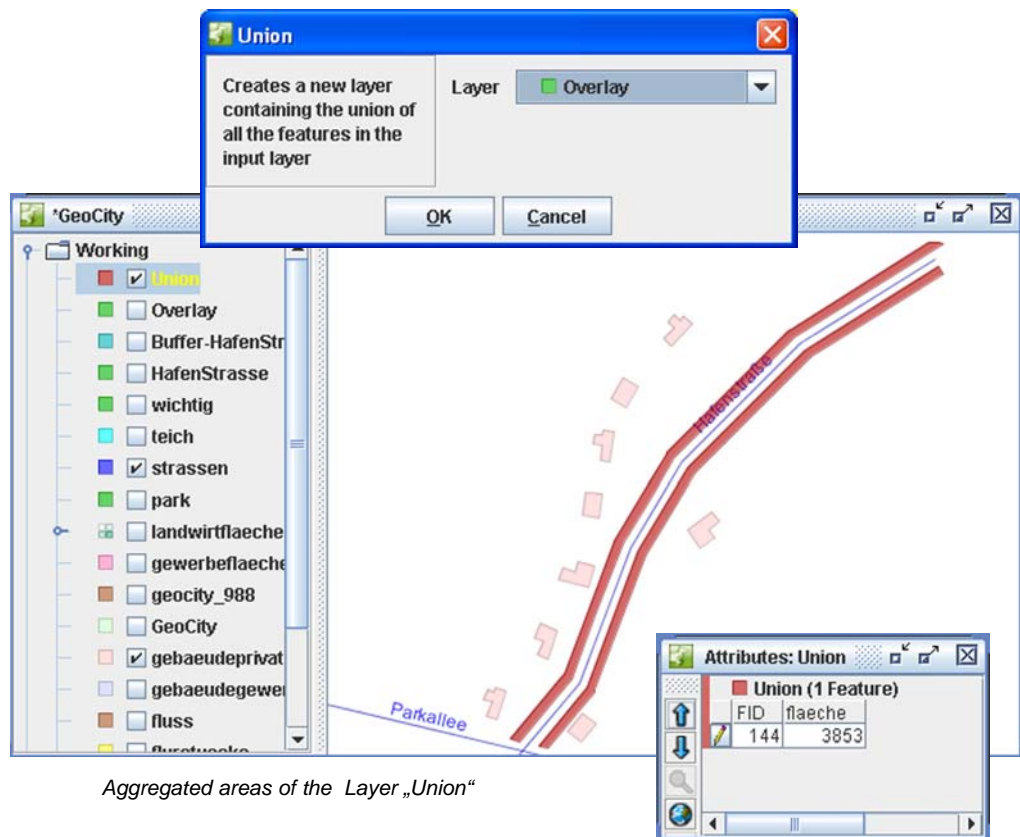 Union
Creates a new layer
containing the union of
all the features in the
input layer
Layer
Overlay
OK
Cancel
*GeoCity
Working
Union
Overlay
Buffer-HafenStr
HafenStrasse
wichtig
teich
strassen
park
landwirtflaeche
gewerbeflaeche
geocity_988
GeoCity
gebaeudeprivat
gebaeudegewe
fluss
Hafenstraße
Parkallee
Attributes: Union
Union (1 Feature)
FID flaeche
144 3853
Aggregated areas of the Layer „Union“